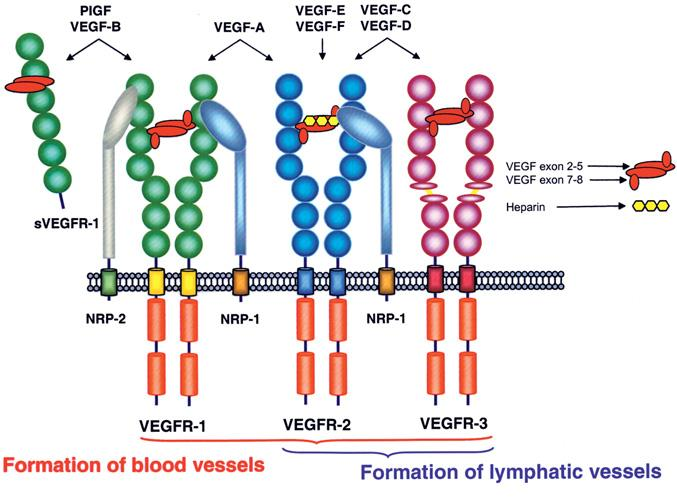 PlGF
VEGF-B
VEGF-A
VEGF-E
VEGF-F
VEGF-C
VEGF-D
sVEGFR-1
VEGF exon 2-5
VEGF exon 7-8
Heparin
NRP-2
NRP-1
NRP-1
VEGFR-1
VEGFR-2
VEGFR-3
Formation of blood vessels
Formation of lymphatic vessels